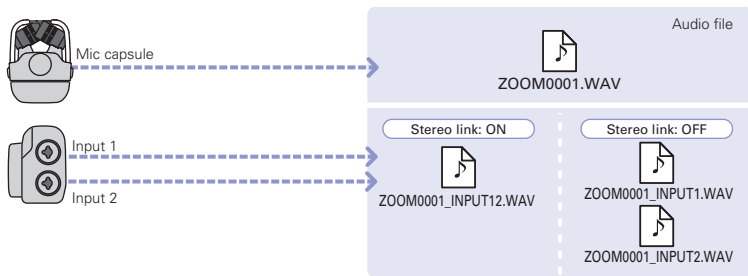 Audio file
Mic capsule
ZOOM0001.WAV
Stereo link: ON
Stereo link: OFF
Input 1
Input 2
ZOOM0001_INPUT12.WAV
ZOOM0001_INPUT1.WAV
ZOOM0001_INPUT2.WAV